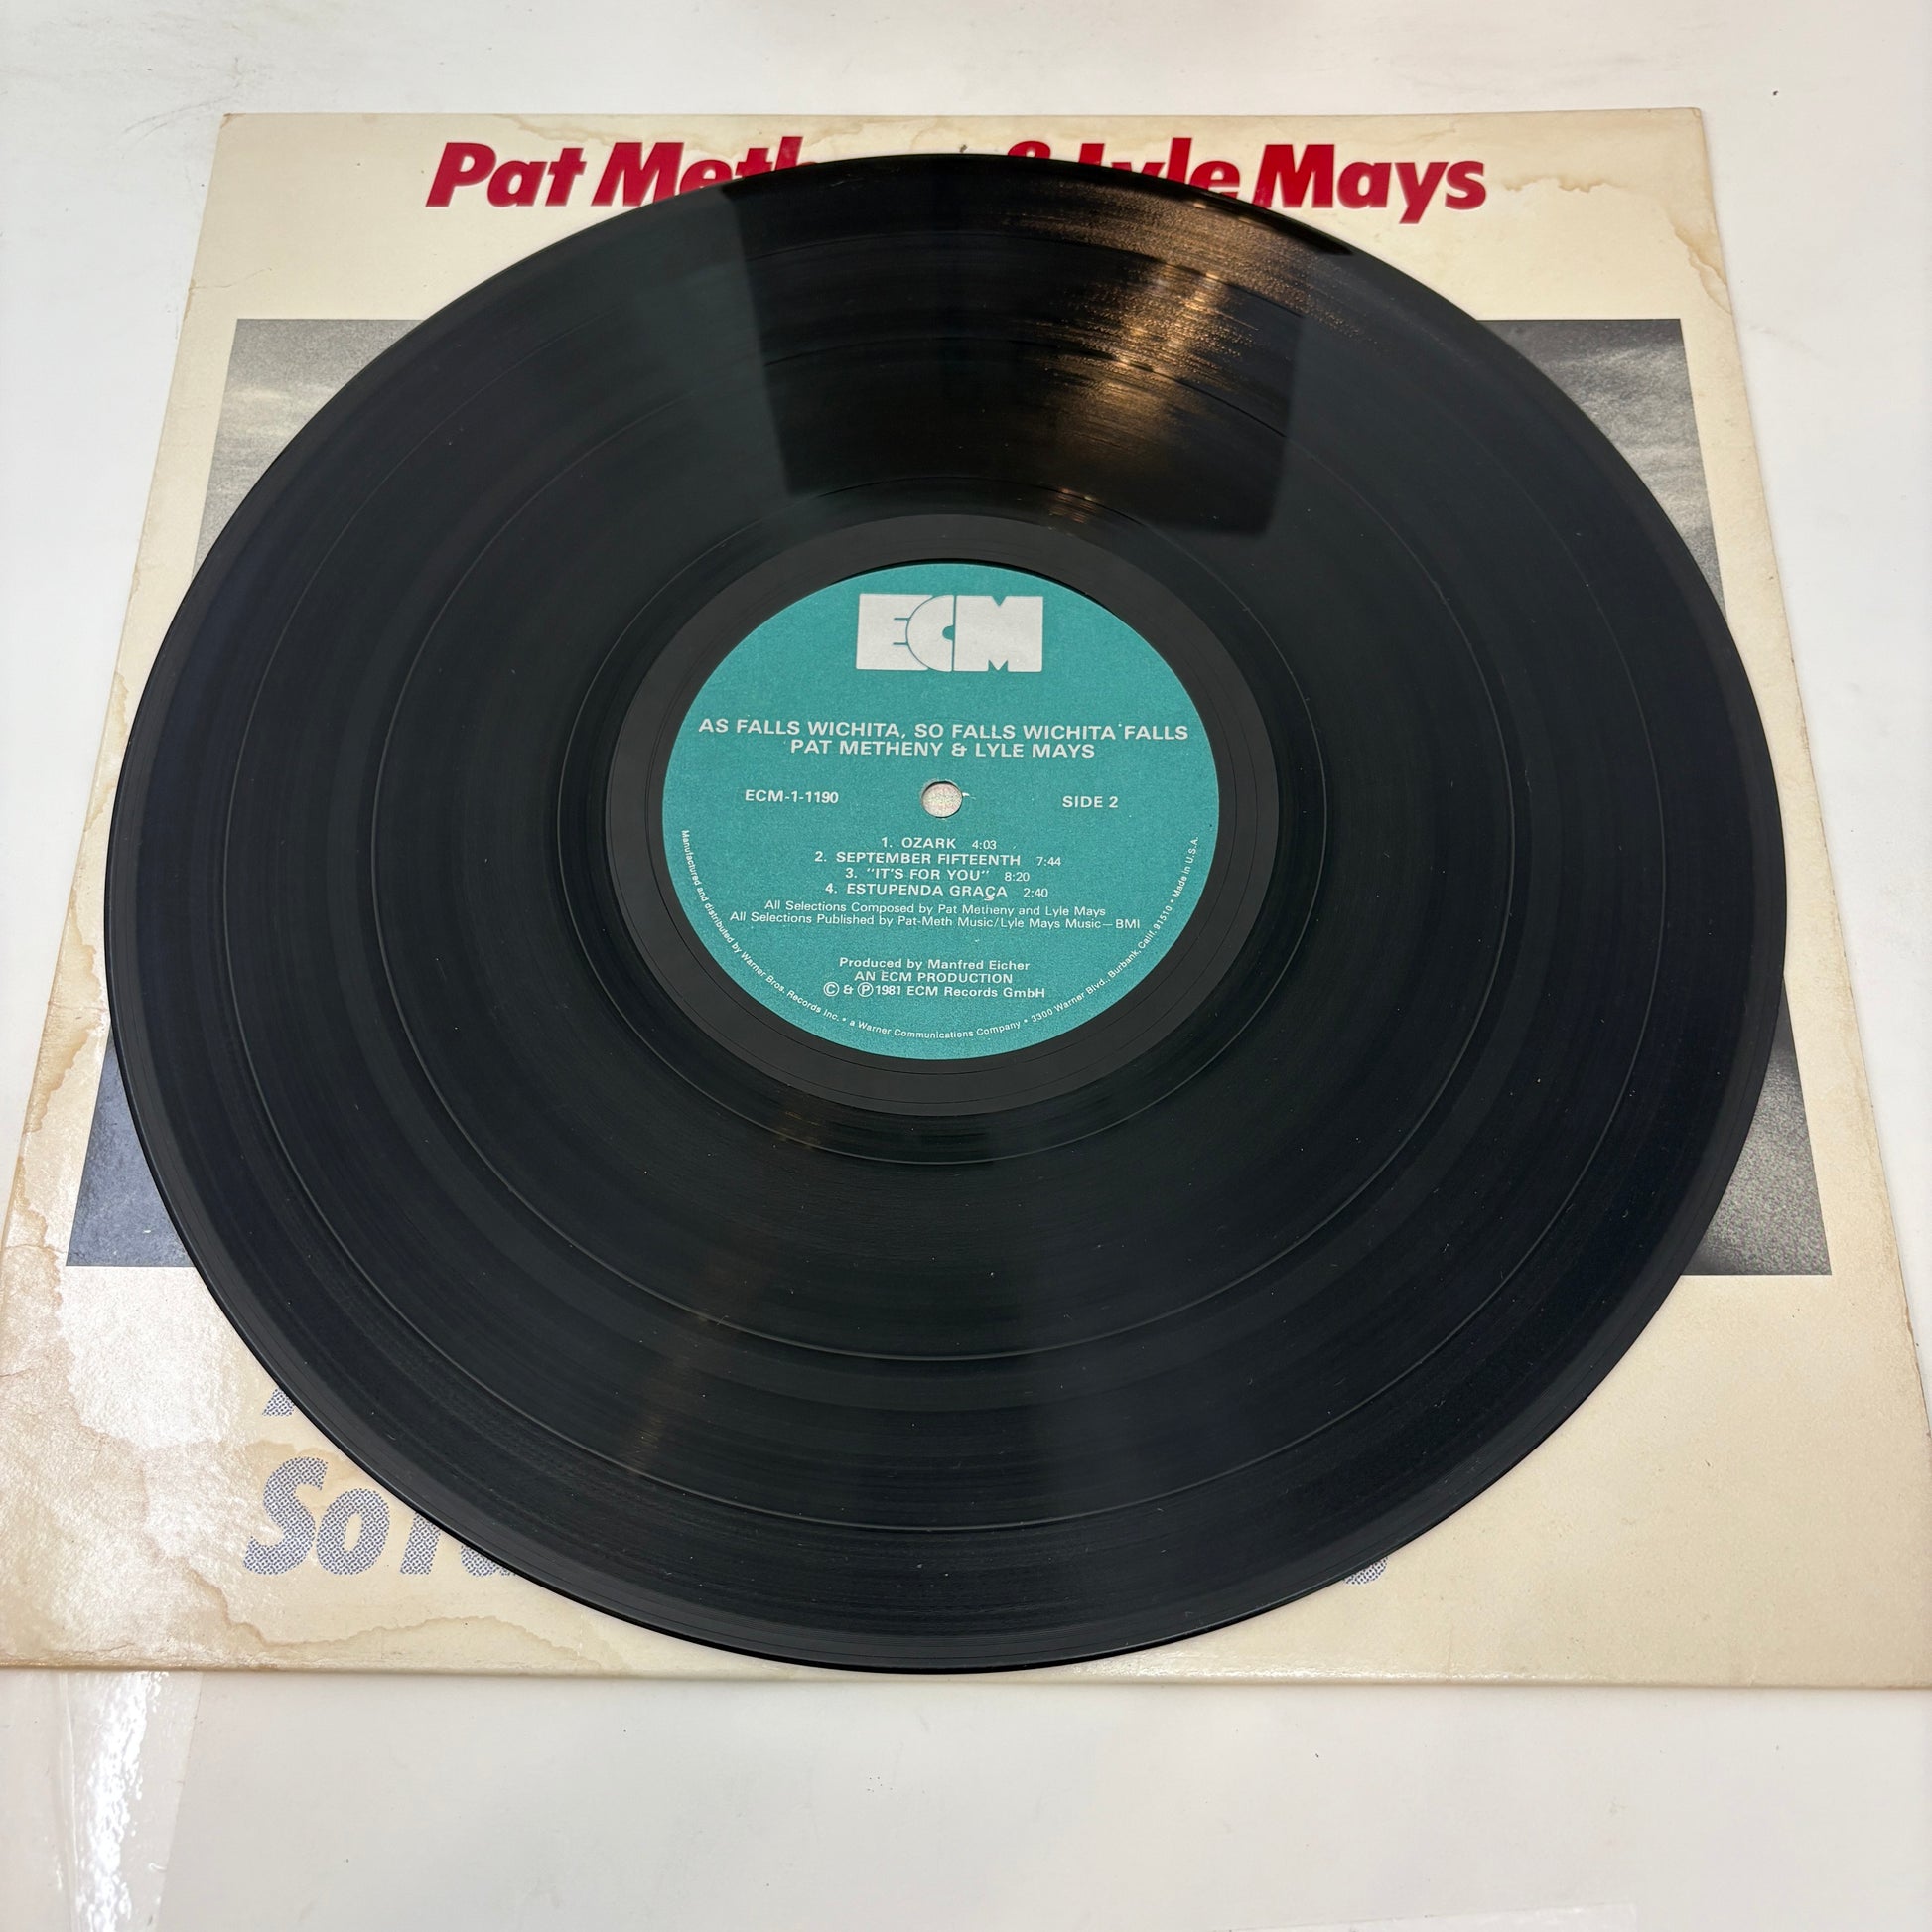 Pat Meth & Lyle Mays
ECM
AS FALLS WICHITA, SO FALLS WICHITA FALLS
PAT METHENY & LYLE MAYS
ECM-1-1190 SIDE 2
1. OZARK 4:03
2. SEPTEMBER FIFTEENTH 7:44
3. "IT'S FOR YOU" 8:20
4. ESTUPENDA GRAÇA 2:40
All Selections Composed by Pat Metheny and Lyle Mays
All Selections Published by Pat-Meth Music/Lyle Mays Music—BMI
Produced by Manfred Eicher
AN ECM PRODUCTION
© & ℗ 1981 ECM Records GmbH
Manufactured and distributed by Warner Bros. Records Inc. • a Warner Communications Company • 3300 Warner Blvd., Burbank, Calif. 91510 • Made in U.S.A.
So